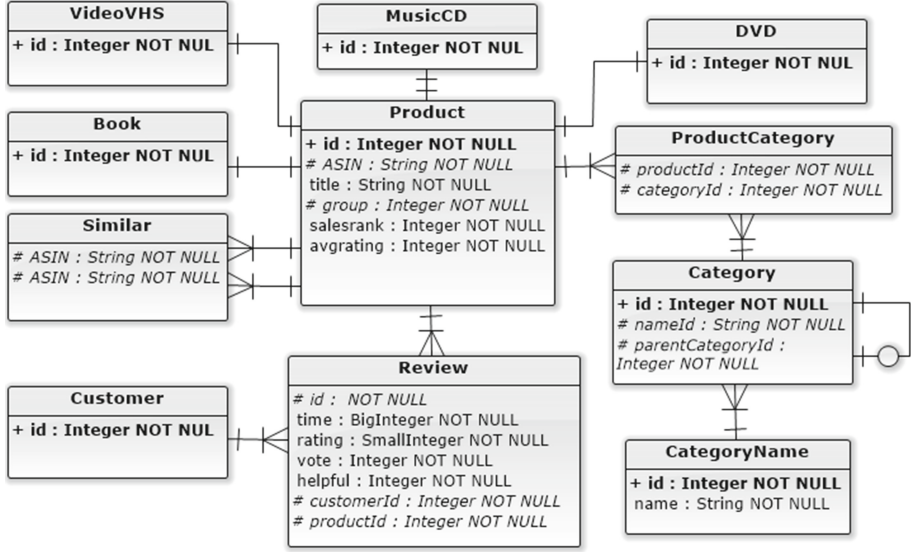 VideoVHS
+ id : Integer NOT NUL
MusicCD
+ id : Integer NOT NUL
DVD
+ id : Integer NOT NUL
Book
+ id : Integer NOT NUL
Product
+ id : Integer NOT NULL
# ASIN : String NOT NULL
title : String NOT NULL
# group : Integer NOT NULL
salesrank : Integer NOT NULL
avgrating : Integer NOT NULL
ProductCategory
# productId : Integer NOT NULL
# categoryId : Integer NOT NULL
Similar
# ASIN : String NOT NULL
# ASIN : String NOT NULL
Category
+ id : Integer NOT NULL
# nameId : String NOT NULL
# parentCategoryId :
Integer NOT NULL
Customer
+ id : Integer NOT NUL
Review
# id :  NOT NULL
time : BigInteger NOT NULL
rating : SmallInteger NOT NULL
vote : Integer NOT NULL
helpful : Integer NOT NULL
# customerId : Integer NOT NULL
# productId : Integer NOT NULL
CategoryName
+ id : Integer NOT NULL
name : String NOT NULL